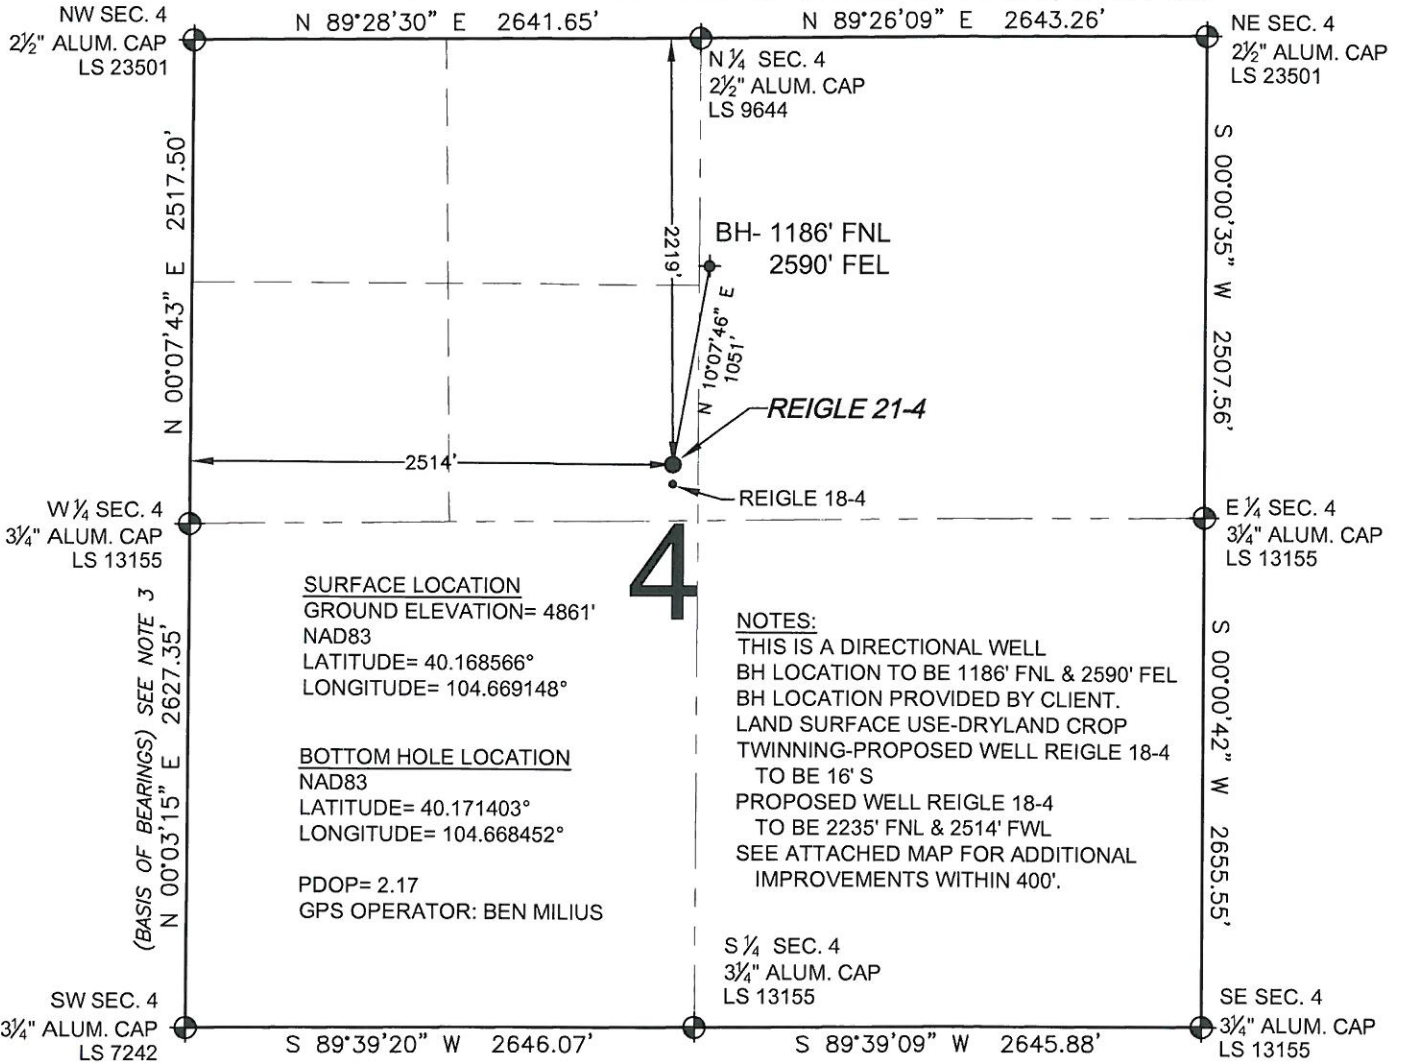 NW SEC. 4
2½" ALUM. CAP
LS 23501
N 89°28'30" E 2641.65'
N 89°26'09" E 2643.26'
NE SEC. 4
2½" ALUM. CAP
LS 23501
N ¼ SEC. 4
2½" ALUM. CAP
LS 9644
N 00°07'43" E 2517.50'
S 00°00'35" W 2507.56'
2219'
BH- 1186' FNL
2590' FEL
N 10°07'46" E
1051'
REIGLE 21-4
2514'
REIGLE 18-4
W ¼ SEC. 4
3¼" ALUM. CAP
LS 13155
E ¼ SEC. 4
3¼" ALUM. CAP
LS 13155
4
(BASIS OF BEARINGS) SEE NOTE 3
N 00°03'15" E 2627.35'
SURFACE LOCATION
GROUND ELEVATION= 4861'
NAD83
LATITUDE= 40.168566°
LONGITUDE= 104.669148°
BOTTOM HOLE LOCATION
NAD83
LATITUDE= 40.171403°
LONGITUDE= 104.668452°
PDOP= 2.17
GPS OPERATOR: BEN MILIUS
NOTES:
THIS IS A DIRECTIONAL WELL
BH LOCATION TO BE 1186' FNL & 2590' FEL
BH LOCATION PROVIDED BY CLIENT.
LAND SURFACE USE-DRYLAND CROP
TWINNING-PROPOSED WELL REIGLE 18-4
TO BE 16' S
PROPOSED WELL REIGLE 18-4
TO BE 2235' FNL & 2514' FWL
SEE ATTACHED MAP FOR ADDITIONAL
IMPROVEMENTS WITHIN 400'.
S 00°00'42" W 2655.55'
S ¼ SEC. 4
3¼" ALUM. CAP
LS 13155
SW SEC. 4
3¼" ALUM. CAP
LS 7242
S 89°39'20" W 2646.07'
S 89°39'09" W 2645.88'
SE SEC. 4
3¼" ALUM. CAP
LS 13155